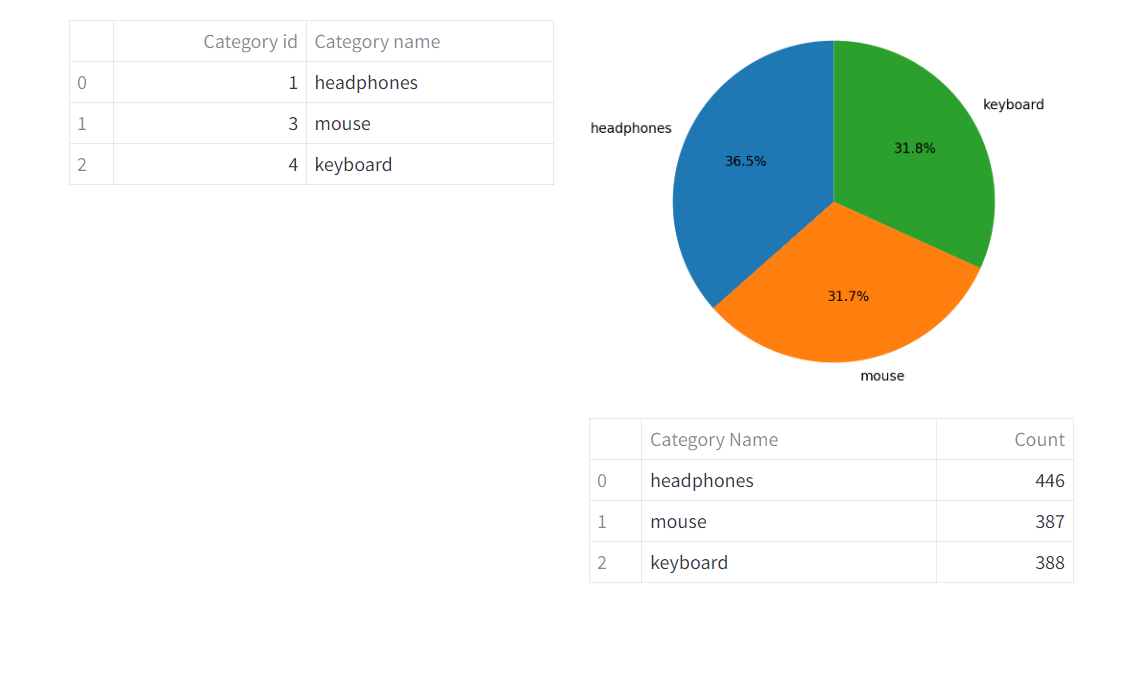 Category id Category name
0 1 headphones
1 3 mouse
2 4 keyboard
keyboard
headphones
31.8%
36.5%
31.7%
mouse
Category Name Count
0 headphones 446
1 mouse 387
2 keyboard 388